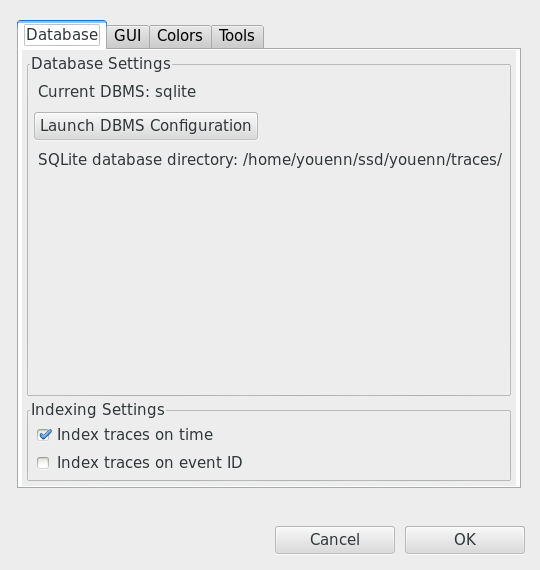 Database GUI Colors Tools
Database Settings
Current DBMS: sqlite
Launch DBMS Configuration
SQLite database directory: /home/youenn/ssd/youenn/traces/
Indexing Settings
Index traces on time
Index traces on event ID
Cancel OK